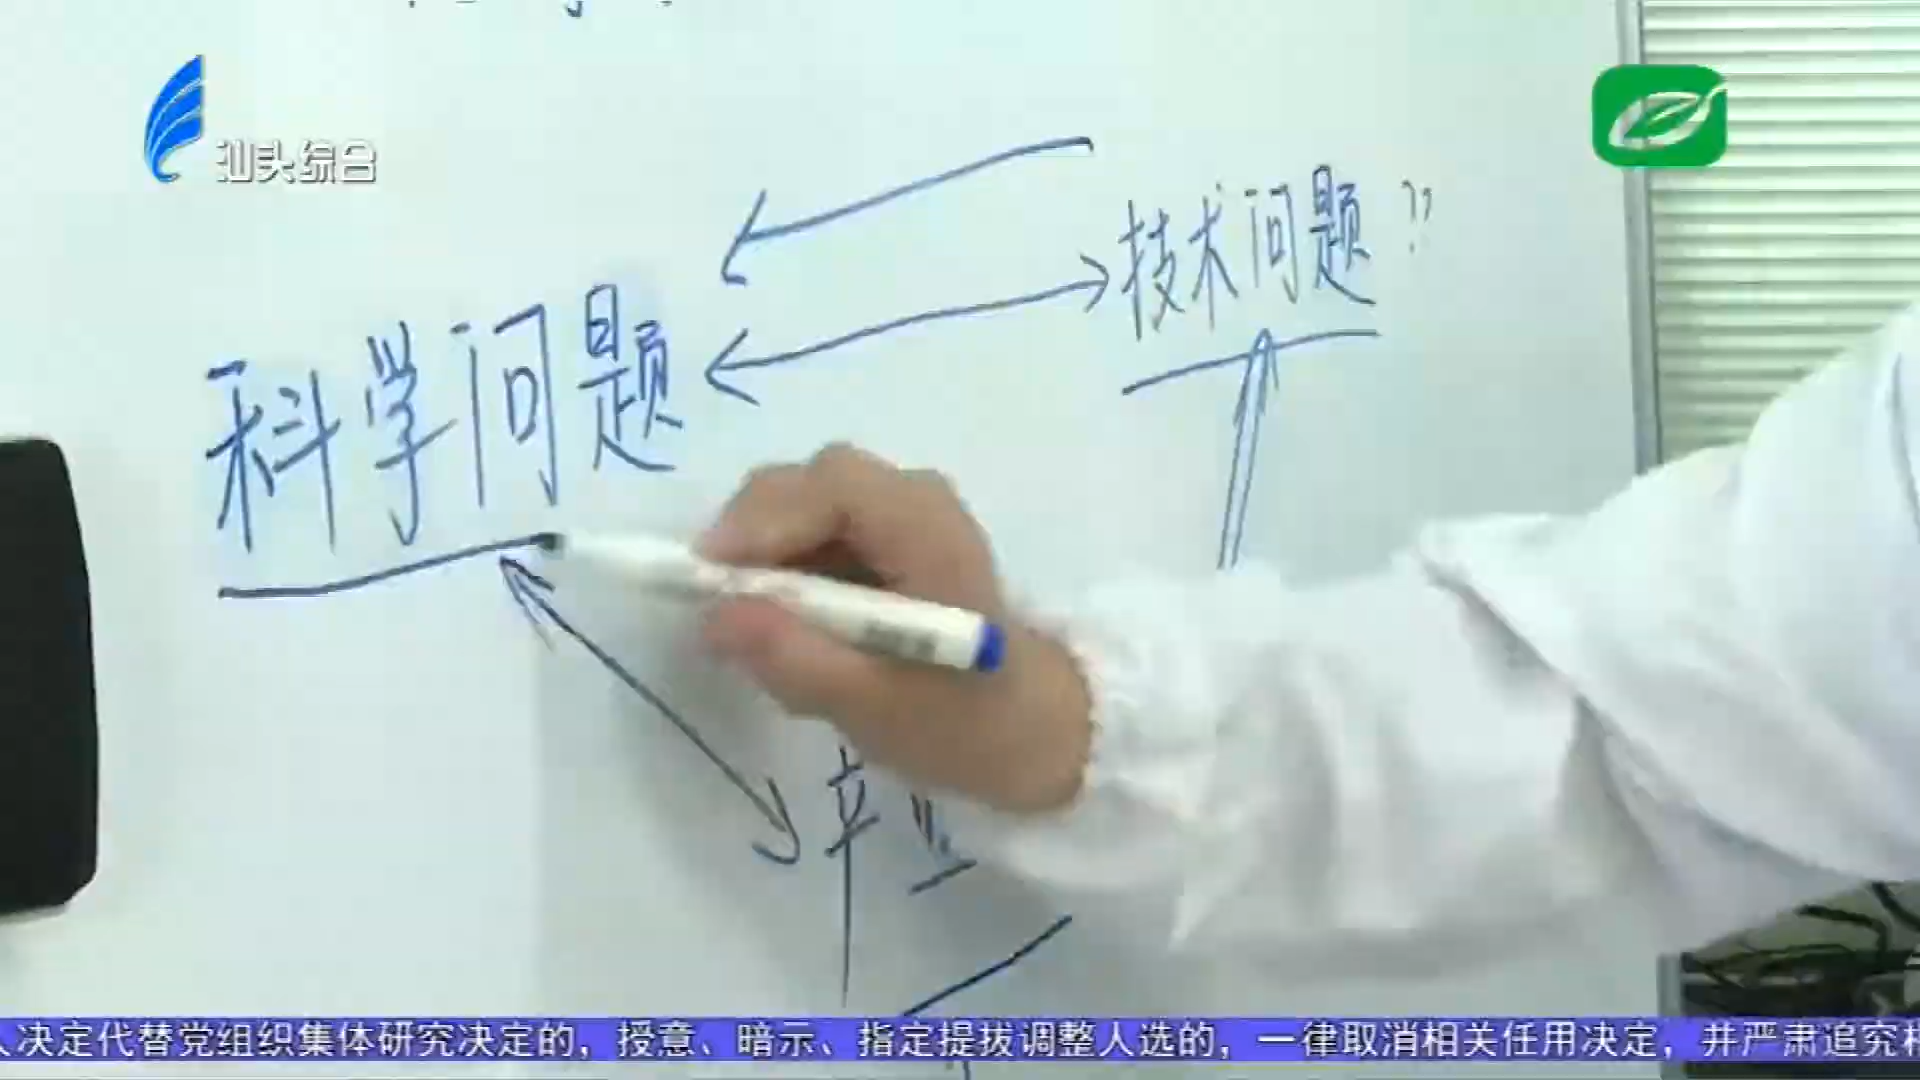 汕头综合
技术问题??
科学问题
人决定代替党组织集体研究决定的，授意、暗示、指定提拔调整人选的，一律取消相关任用决定，并严肃追究